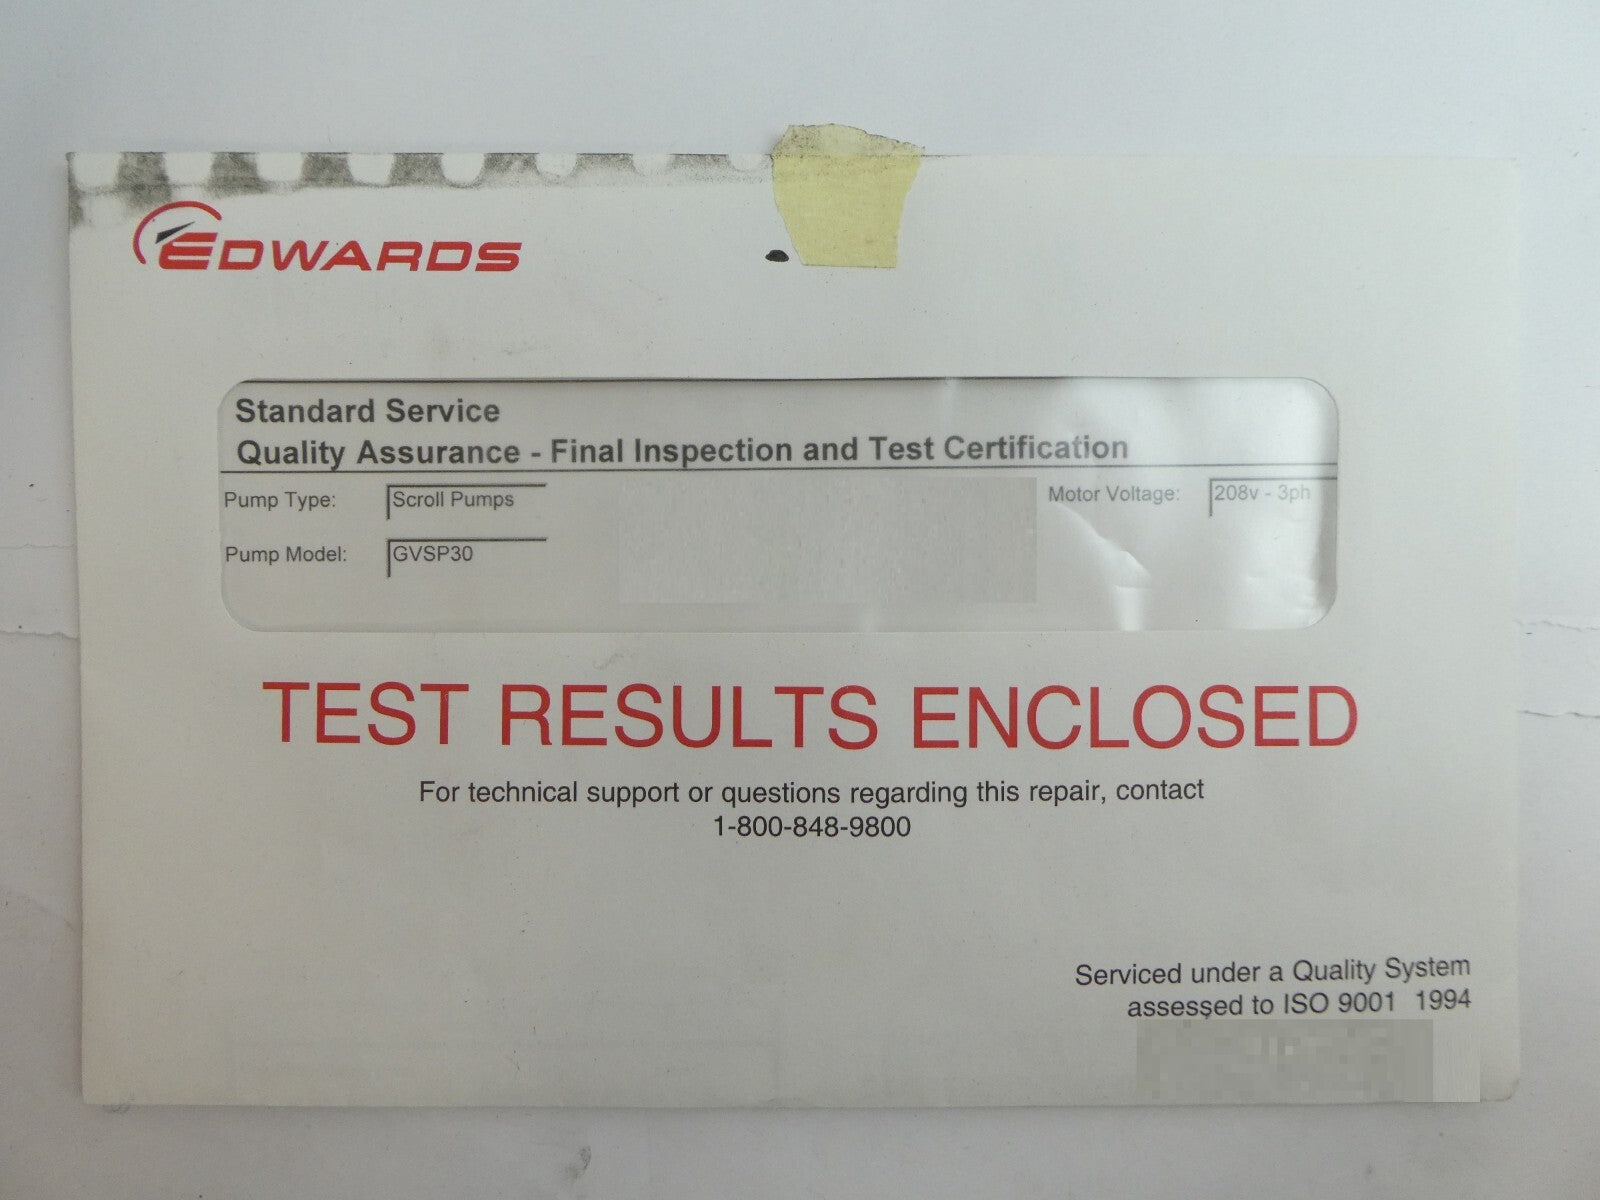 EDWARDS
Standard Service
Quality Assurance - Final Inspection and Test Certification
Pump Type: Scroll Pumps Motor Voltage: 208v - 3ph
Pump Model: GVSP30
TEST RESULTS ENCLOSED
For technical support or questions regarding this repair, contact
1-800-848-9800
Serviced under a Quality System
assessed to ISO 9001 1994